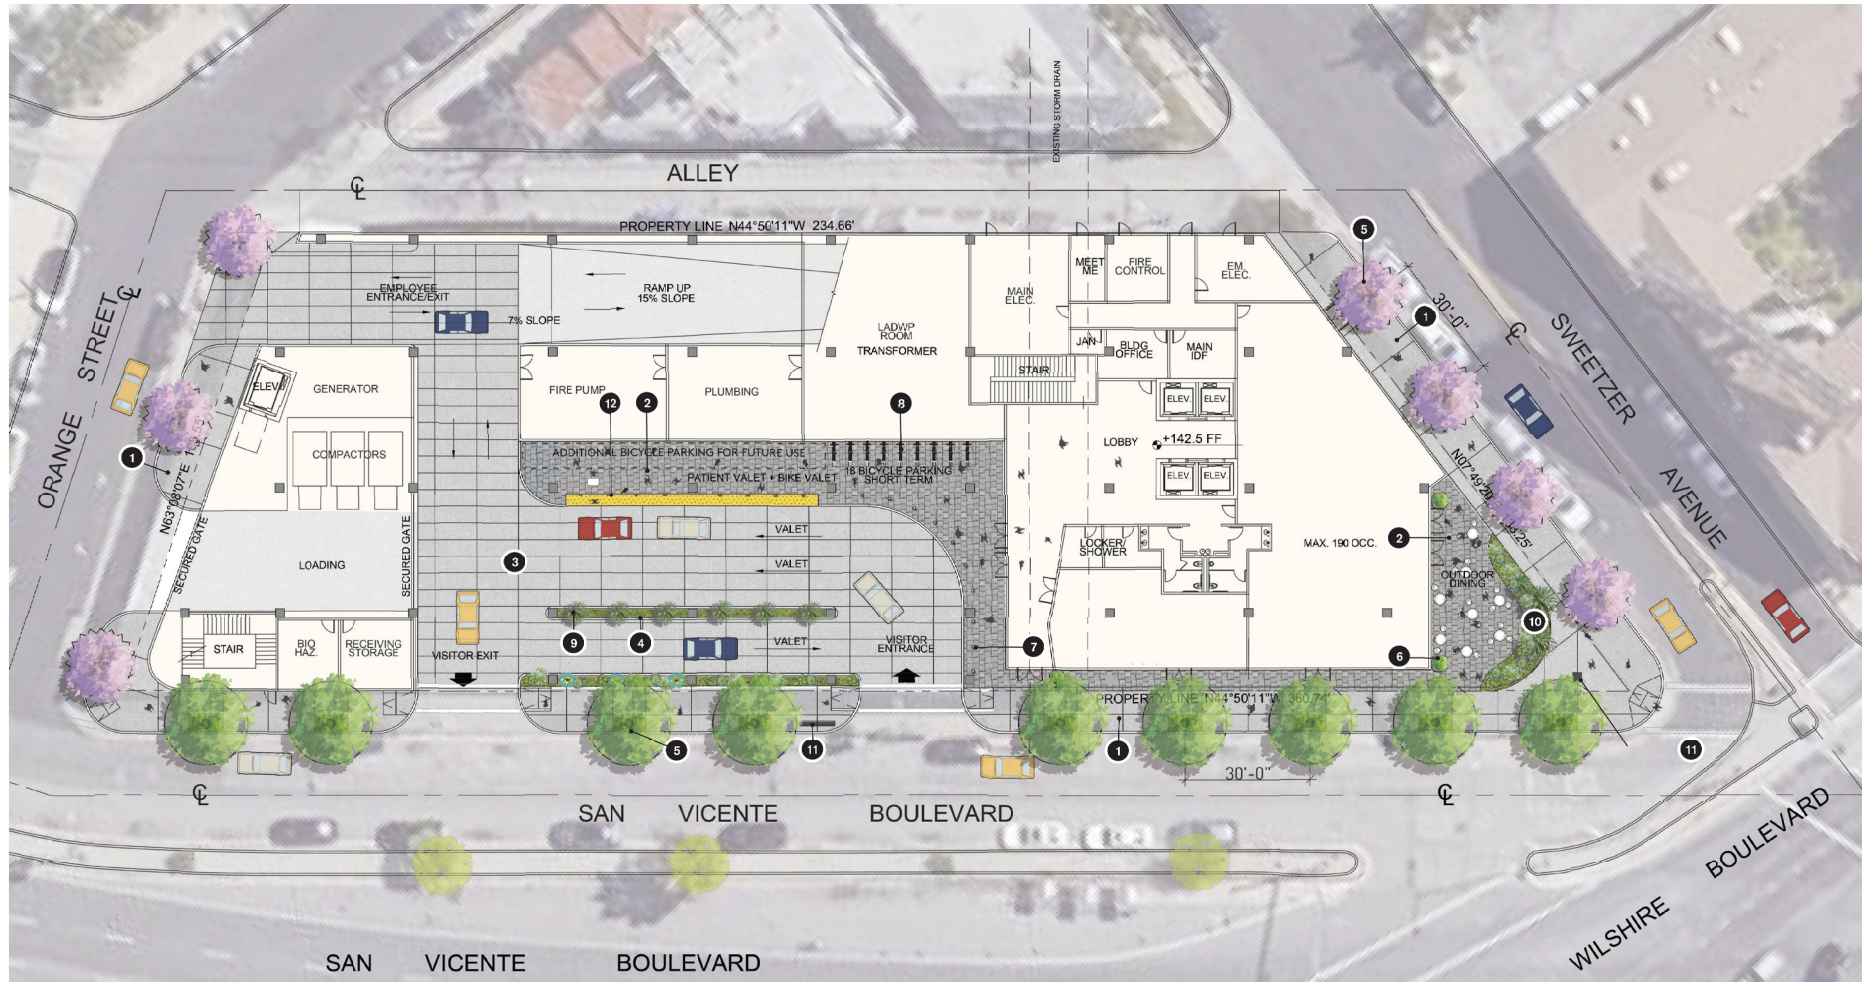 EXISTING STORM DRAIN
ALLEY
PROPERTY LINE N44°50'11"W 234.66'
5
MEET
ME
FIRE
CONTROL
EM.
ELEC.
EMPLOYEE
ENTRANCE/EXIT
RAMP UP
15% SLOPE
MAIN
ELEC.
30'-0"
1
7% SLOPE
LADWP
ROOM
TRANSFORMER
JAN
BLDG
OFFICE
MAIN
IDF
SWEETZER
AVENUE
ORANGE
STREET
ELEV.
GENERATOR
FIRE PUMP
PLUMBING
STAIR
12
2
8
ELEV.
ELEV.
LOBBY
+142.5 FF
1
COMPACTORS
ADDITIONAL BICYCLE PARKING FOR FUTURE USE
PATIENT VALET + BIKE VALET
18 BICYCLE PARKING
SHORT TERM
ELEV.
ELEV.
N63°08'07"E
SECURED GATE
SECURED GATE
VALET
VALET
3
LOADING
LOCKER/
SHOWER
MAX. 190 OCC.
2
OUTDOOR
DINING
10
9
4
VALET
VISITOR
ENTRANCE
7
6
STAIR
BIO
HAZ.
RECEIVING
STORAGE
VISITOR EXIT
PROPERTY LINE N44°50'11"W 360.74'
5
11
1
11
30'-0"
SAN VICENTE BOULEVARD
WILSHIRE BOULEVARD
SAN VICENTE BOULEVARD